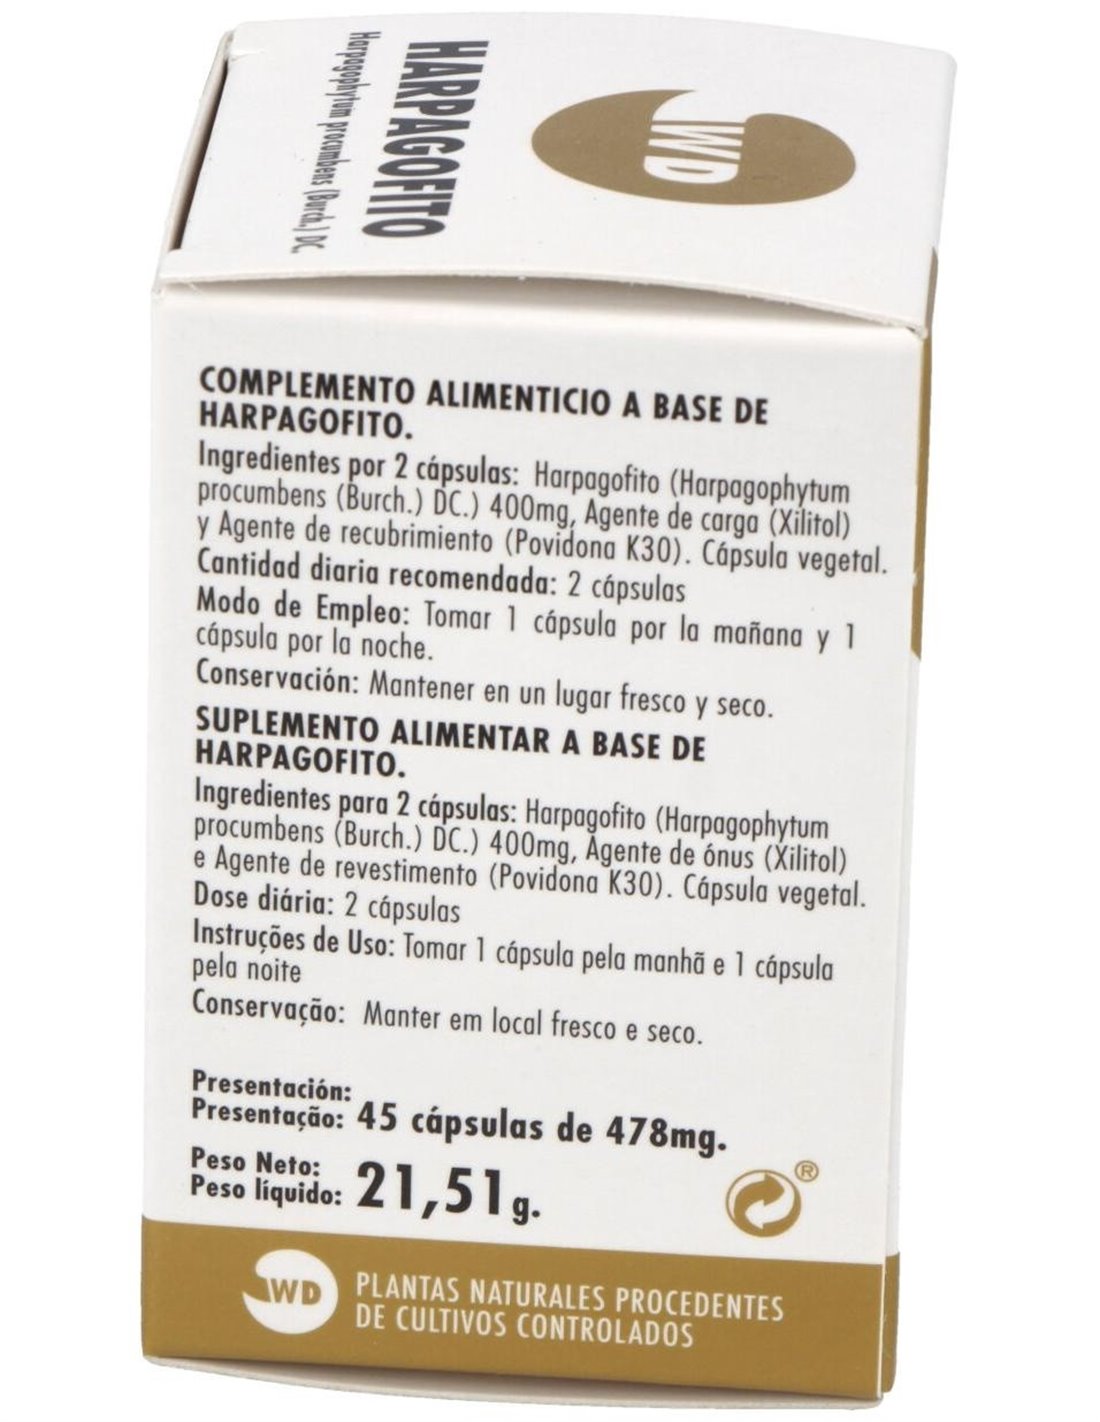 WD
HARPAGOFITO
Harpagophytum procumbens (Burch.) DC.
COMPLEMENTO ALIMENTICIO A BASE DE
HARPAGOFITO.
Ingredientes por 2 cápsulas: Harpagofito (Harpagophytum
procumbens (Burch.) DC.) 400mg, Agente de carga (Xilitol)
y Agente de recubrimiento (Povidona K30). Cápsula vegetal.
Cantidad diaria recomendada: 2 cápsulas
Modo de Empleo: Tomar 1 cápsula por la mañana y 1
cápsula por la noche.
Conservación: Mantener en un lugar fresco y seco.
SUPLEMENTO ALIMENTAR A BASE DE
HARPAGOFITO.
Ingredientes para 2 cápsulas: Harpagofito (Harpagophytum
procumbens (Burch.) DC.) 400mg, Agente de ónus (Xilitol)
e Agente de revestimento (Povidona K30). Cápsula vegetal.
Dose diária: 2 cápsulas
Instruções de Uso: Tomar 1 cápsula pela manhã e 1 cápsula
pela noite
Conservação: Manter em local fresco e seco.
Presentación:
Presentação: 45 cápsulas de 478mg.
Peso Neto:
Peso líquido: 21,51 g.
®
WD
PLANTAS NATURALES PROCEDENTES
DE CULTIVOS CONTROLADOS